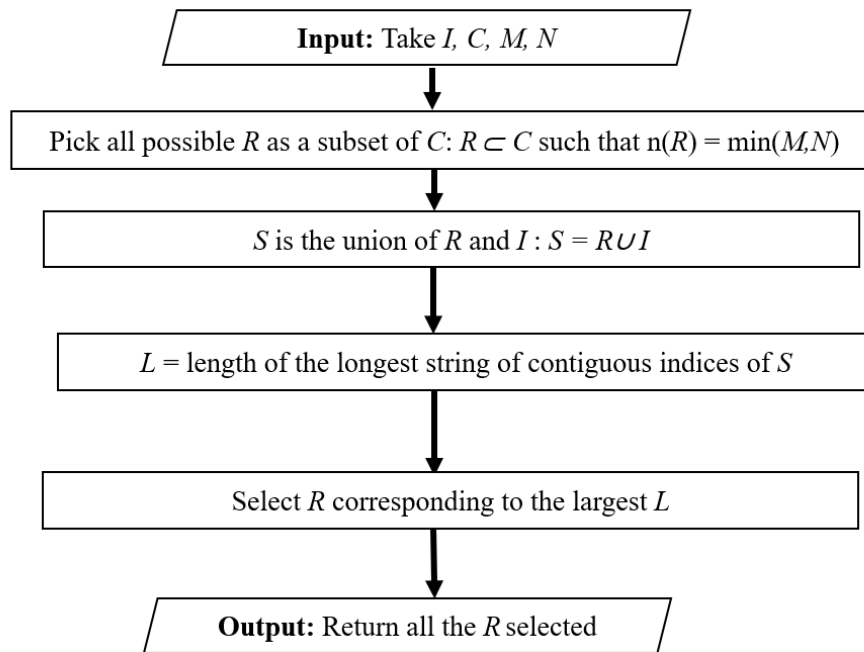 Input: Take I, C, M, N
Pick all possible R as a subset of C: R ⊂ C such that n(R) = min(M,N)
S is the union of R and I : S = R∪I
L = length of the longest string of contiguous indices of S
Select R corresponding to the largest L
Output: Return all the R selected